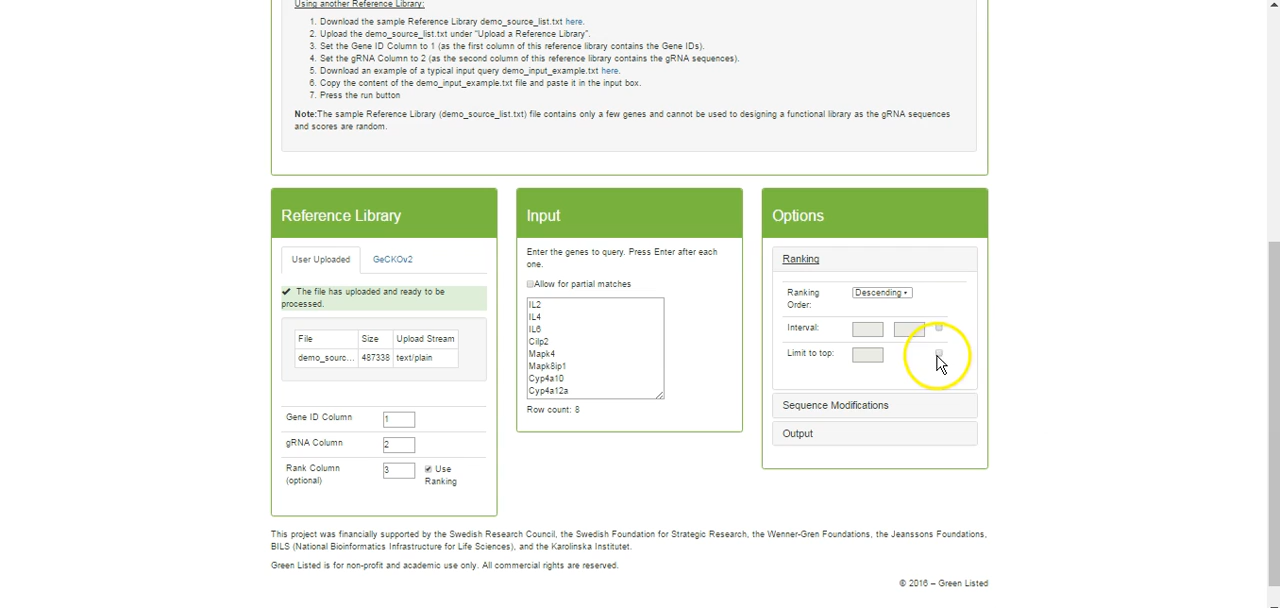 Using another Reference Library:
1. Download the sample Reference Library demo_source_list.txt here.
2. Upload the demo_source_list.txt under "Upload a Reference Library".
3. Set the Gene ID Column to 1 (as the first column of this reference library contains the Gene IDs).
4. Set the gRNA Column to 2 (as the second column of this reference library contains the gRNA sequences).
5. Download an example of a typical input query demo_input_example.txt here.
6. Copy the content of the demo_input_example.txt file and paste it in the input box.
7. Press the run button
Note:The sample Reference Library (demo_source_list.txt) file contains only a few genes and cannot be used to designing a functional library as the gRNA sequences
and scores are random.
Reference Library
User Uploaded GeCKOv2
✔ The file has uploaded and ready to be
processed.
File Size Upload Stream
demo_sourc... 487338 text/plain
Gene ID Column 1
gRNA Column 2
Rank Column 3 Use
(optional) Ranking
Input
Enter the genes to query. Press Enter after each
one.
Allow for partial matches
IL2
IL4
IL6
Cilp2
Mapk4
Mapk8ip1
Cyp4a10
Cyp4a12a
Row count: 8
Options
Ranking
Ranking Descending
Order:
Interval:
Limit to top:
Sequence Modifications
Output
This project was financially supported by the Swedish Research Council, the Swedish Foundation for Strategic Research, the Wenner-Gren Foundations, the Jeanssons Foundations,
BILS (National Bioinformatics Infrastructure for Life Sciences), and the Karolinska Institutet.
Green Listed is for non-profit and academic use only. All commercial rights are reserved.
© 2016 – Green Listed